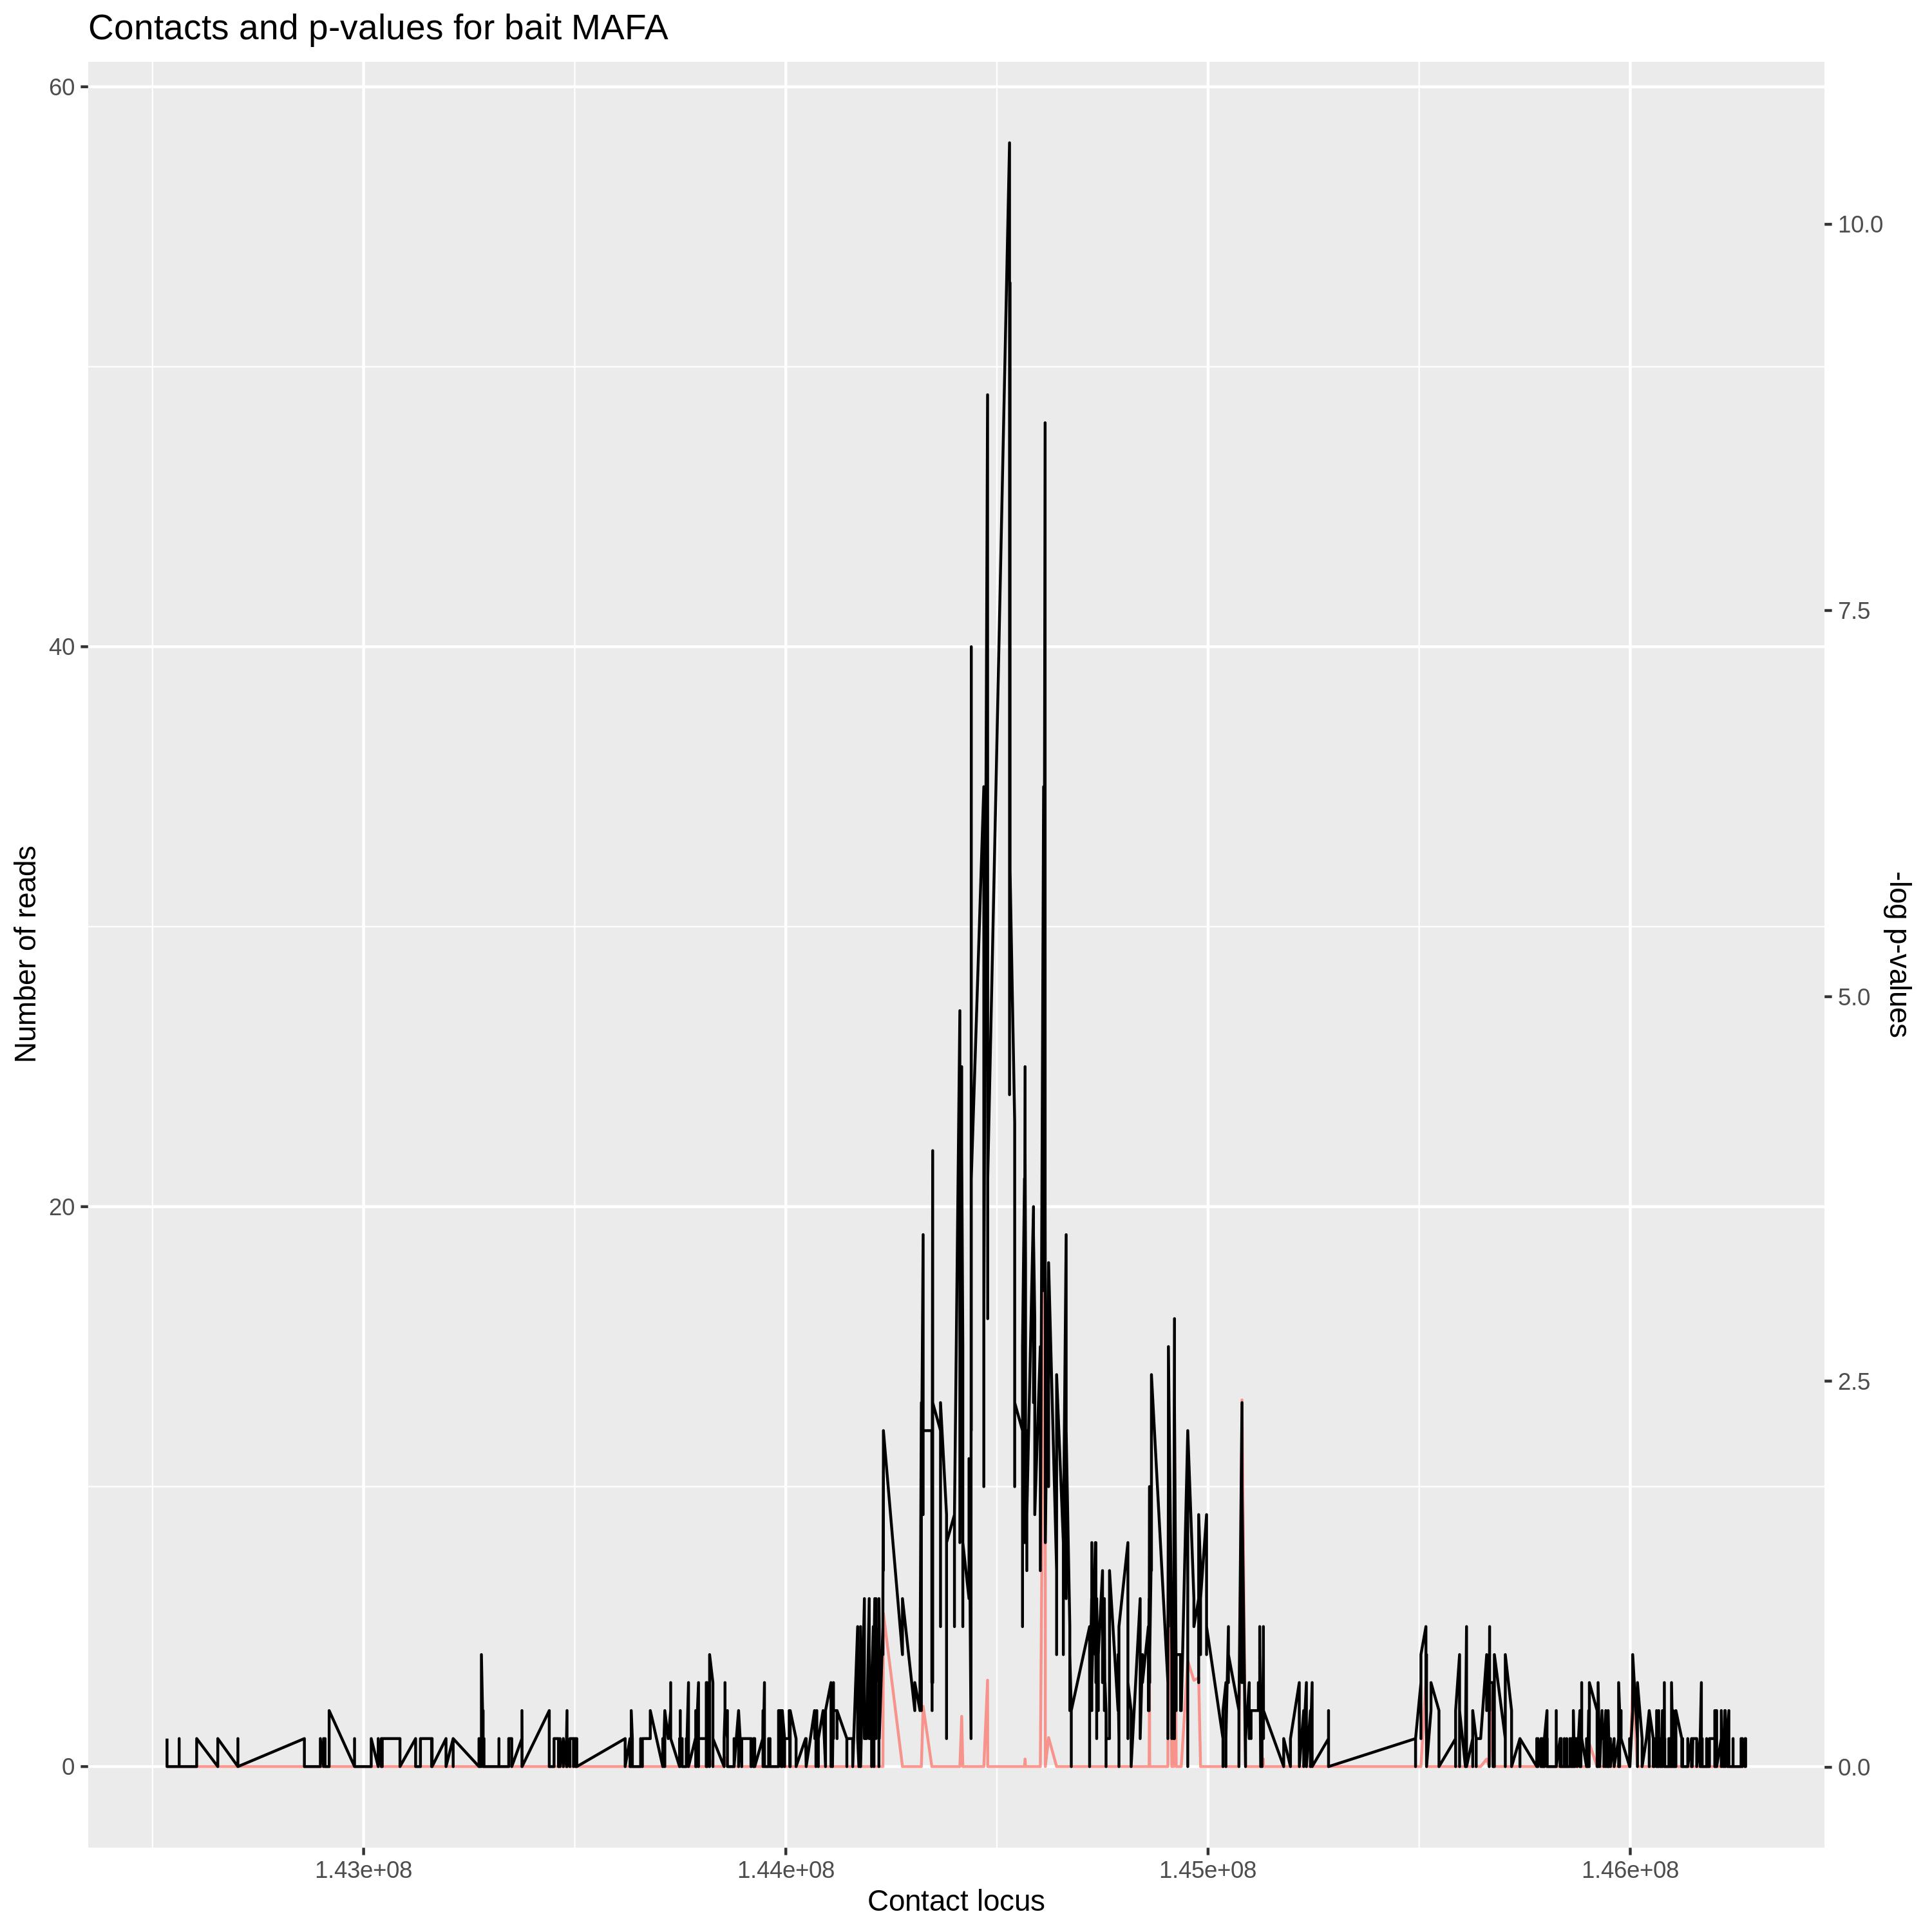 Contacts and p-values for bait MAFA
60
40
20
0
Number of reads
10.0
7.5
5.0
2.5
0.0
-log p-values
1.43e+08
1.44e+08
1.45e+08
1.46e+08
Contact locus